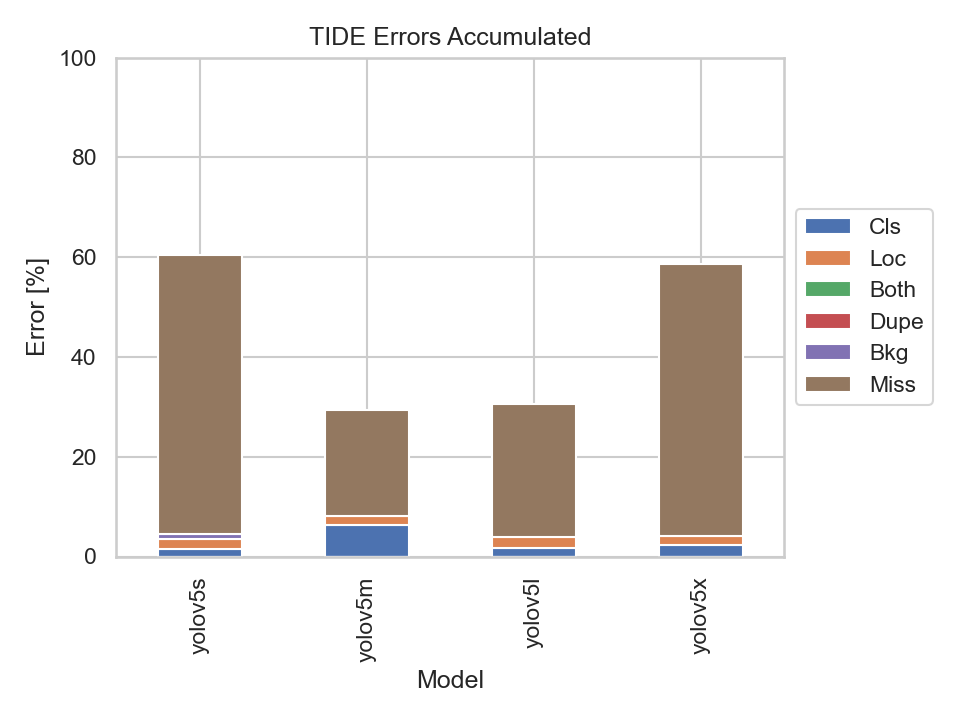 TIDE Errors Accumulated
100
80
60
40
20
0
Error [%]
yolov5s
yolov5m
yolov5l
yolov5x
Model
Cls
Loc
Both
Dupe
Bkg
Miss